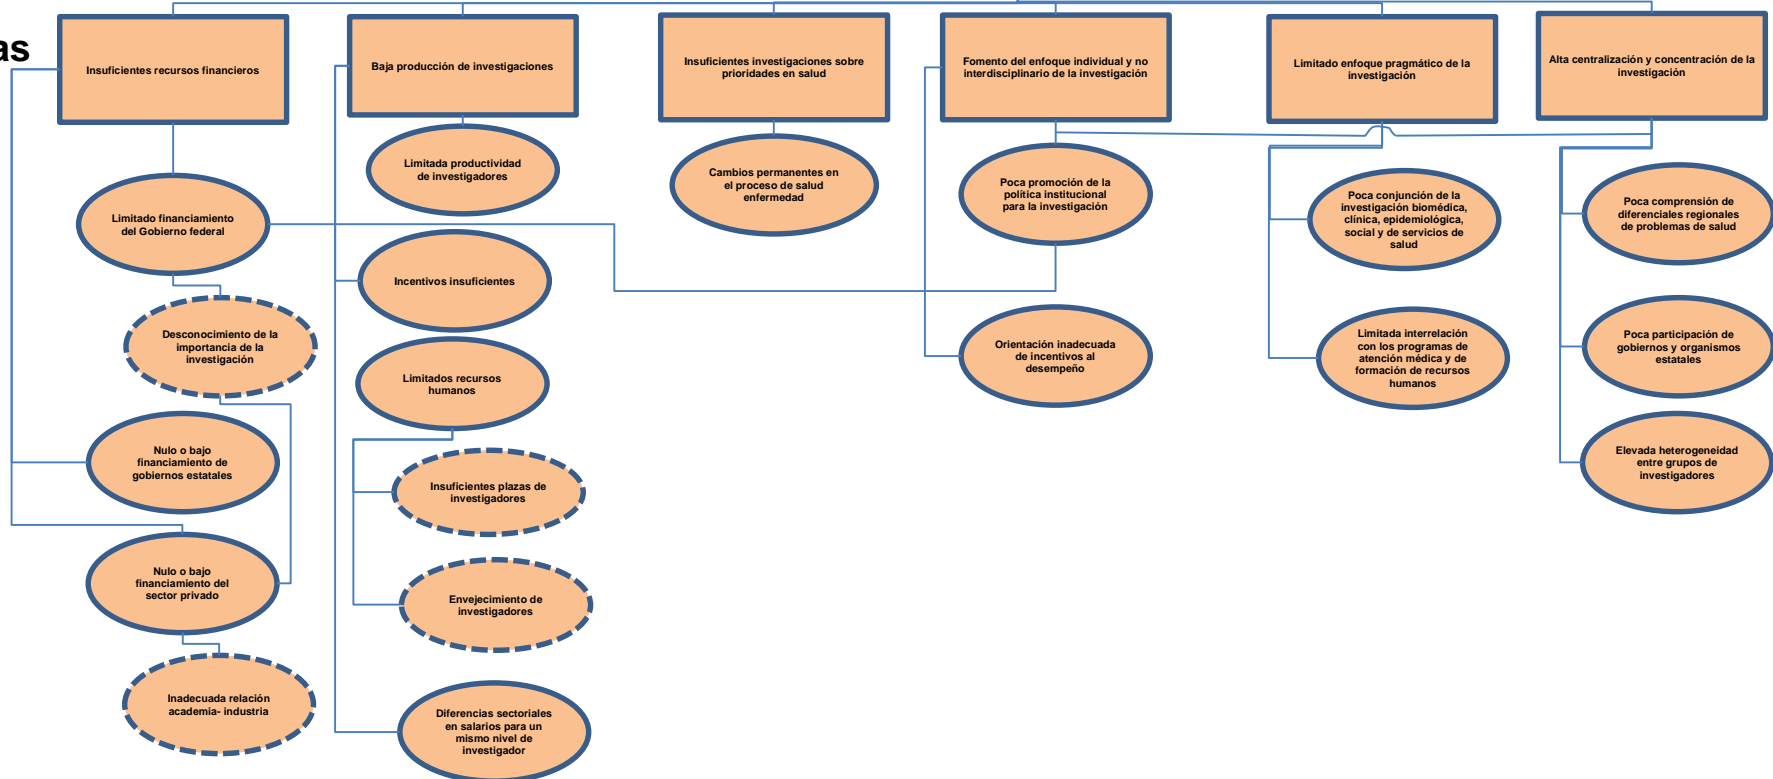 as
Insuficientes recursos financieros
Baja producción de investigaciones
Insuficientes investigaciones sobre
prioridades en salud
Fomento del enfoque individual y no
interdisciplinario de la investigación
Limitado enfoque pragmático de la
investigación
Alta centralización y concentración de la
investigación
Limitado financiamiento
del Gobierno federal
Desconocimiento de la
importancia de la
investigación
Nulo o bajo
financiamiento de
gobiernos estatales
Nulo o bajo
financiamiento del
sector privado
Inadecuada relación
academia- industria
Limitada productividad
de investigadores
Incentivos insuficientes
Limitados recursos
humanos
Insuficientes plazas de
investigadores
Envejecimiento de
investigadores
Diferencias sectoriales
en salarios para un
mismo nivel de
investigador
Cambios permanentes en
el proceso de salud
enfermedad
Poca promoción de la
política institucional
para la investigación
Orientación inadecuada
de incentivos al
desempeño
Poca conjunción de la
investigación biomédica,
clínica, epidemiológica,
social y de servicios de
salud
Limitada interrelación
con los programas de
atención médica y de
formación de recursos
humanos
Poca comprensión de
diferenciales regionales
de problemas de salud
Poca participación de
gobiernos y organismos
estatales
Elevada heterogeneidad
entre grupos de
investigadores